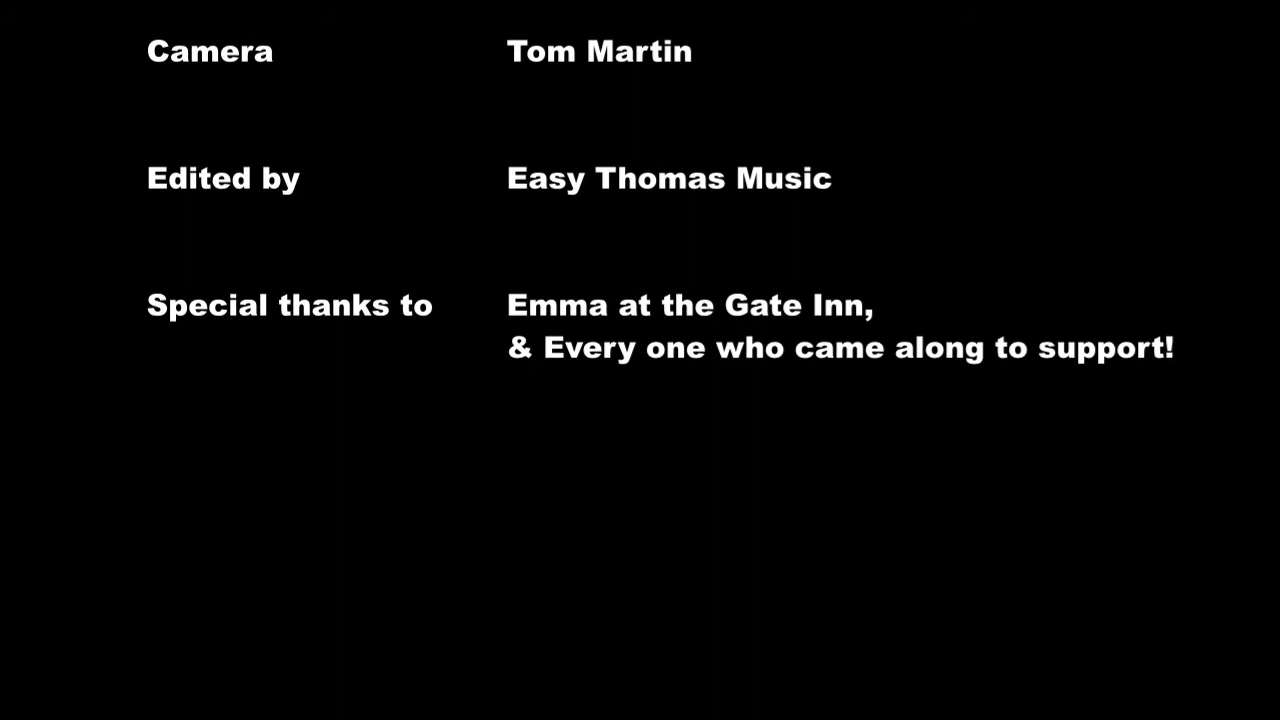 Camera Tom Martin
Edited by Easy Thomas Music
Special thanks to Emma at the Gate Inn,
& Every one who came along to support!